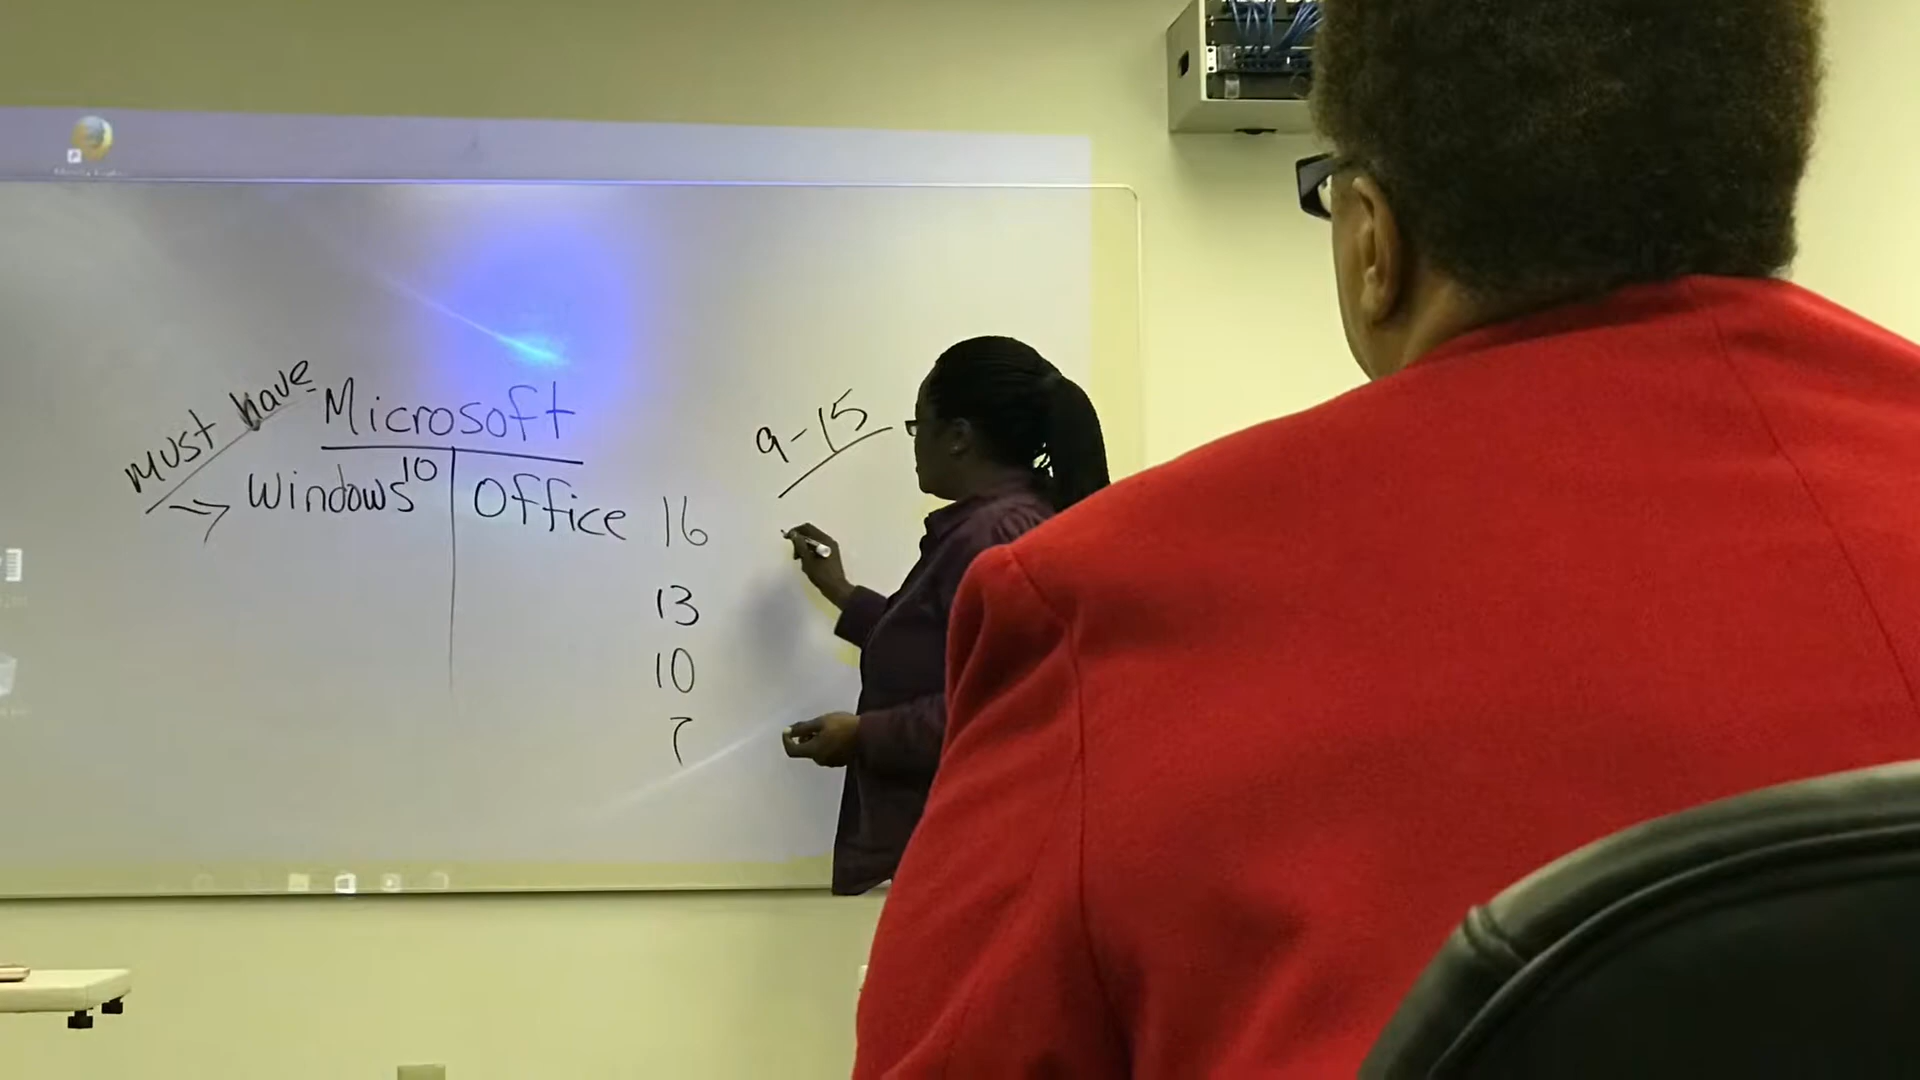 must have
Microsoft
9-15
→ Windows 10
Office 16
13
10
7